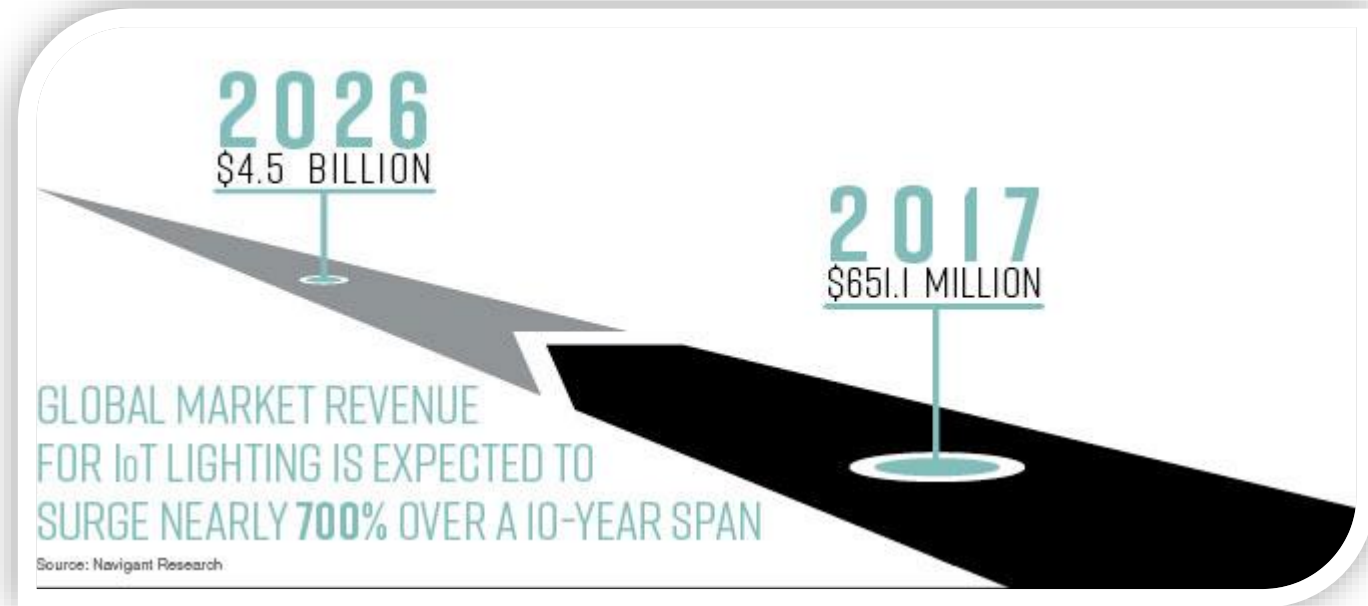 2026
$4.5 BILLION
2017
$651.1 MILLION
GLOBAL MARKET REVENUE
FOR IoT LIGHTING IS EXPECTED TO
SURGE NEARLY 700% OVER A 10-YEAR SPAN
Source: Navigant Research